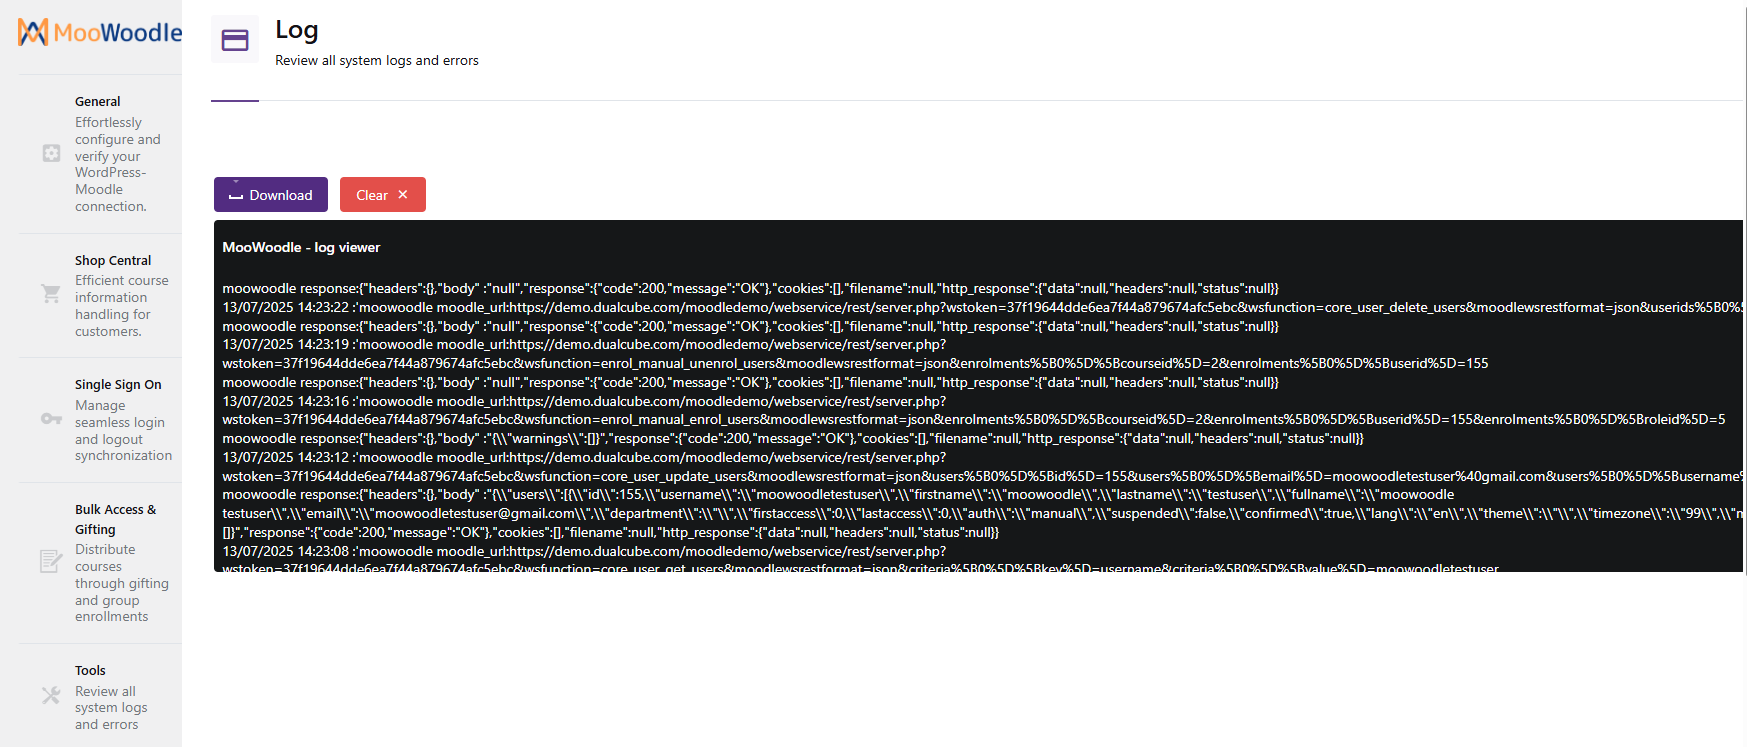 MooWoodle
Log
Review all system logs and errors
General
Effortlessly
configure and
verify your
WordPress-
Moodle
connection.
Shop Central
Efficient course
information
handling for
customers.
Single Sign On
Manage
seamless login
and logout
synchronization
Bulk Access &
Gifting
Distribute
courses
through gifting
and group
enrollments
Tools
Review all
system logs
and errors
Download
Clear ✕
MooWoodle - log viewer
moowoodle response:{"headers":{},"body" :"null","response":{"code":200,"message":"OK"},"cookies":[],"filename":null,"http_response":{"data":null,"headers":null,"status":null}}
13/07/2025 14:23:22 :'moowoodle moodle_url:https://demo.dualcube.com/moodledemo/webservice/rest/server.php?wstoken=37f19644dde6ea7f44a879674afc5ebc&wsfunction=core_user_delete_users&moodlewsrestformat=json&userids%5B0%5
moowoodle response:{"headers":{},"body" :"null","response":{"code":200,"message":"OK"},"cookies":[],"filename":null,"http_response":{"data":null,"headers":null,"status":null}}
13/07/2025 14:23:19 :'moowoodle moodle_url:https://demo.dualcube.com/moodledemo/webservice/rest/server.php?
wstoken=37f19644dde6ea7f44a879674afc5ebc&wsfunction=enrol_manual_unenrol_users&moodlewsrestformat=json&enrolments%5B0%5D%5Bcourseid%5D=2&enrolments%5B0%5D%5Buserid%5D=155
moowoodle response:{"headers":{},"body" :"null","response":{"code":200,"message":"OK"},"cookies":[],"filename":null,"http_response":{"data":null,"headers":null,"status":null}}
13/07/2025 14:23:16 :'moowoodle moodle_url:https://demo.dualcube.com/moodledemo/webservice/rest/server.php?
wstoken=37f19644dde6ea7f44a879674afc5ebc&wsfunction=enrol_manual_enrol_users&moodlewsrestformat=json&enrolments%5B0%5D%5Bcourseid%5D=2&enrolments%5B0%5D%5Buserid%5D=155&enrolments%5B0%5D%5Broleid%5D=5
moowoodle response:{"headers":{},"body" :"{\\"warnings\\":[]}","response":{"code":200,"message":"OK"},"cookies":[],"filename":null,"http_response":{"data":null,"headers":null,"status":null}}
13/07/2025 14:23:12 :'moowoodle moodle_url:https://demo.dualcube.com/moodledemo/webservice/rest/server.php?
wstoken=37f19644dde6ea7f44a879674afc5ebc&wsfunction=core_user_update_users&moodlewsrestformat=json&users%5B0%5D%5Bid%5D=155&users%5B0%5D%5Bemail%5D=moowoodletestuser%40gmail.com&users%5B0%5D%5Busername%
moowoodle response:{"headers":{},"body" :"{\\"users\\":[{\\"id\\":155,\\"username\\":\\"moowoodletestuser\\",\\"firstname\\":\\"moowoodle\\",\\"lastname\\":\\"testuser\\",\\"fullname\\":\\"moowoodle
testuser\\",\\"email\\":\\"moowoodletestuser@gmail.com\\",\\"department\\":\\"\\",\\"firstaccess\\":0,\\"lastaccess\\":0,\\"auth\\":\\"manual\\",\\"suspended\\":false,\\"confirmed\\":true,\\"lang\\":\\"en\\",\\"theme\\":\\"\\",\\"timezone\\":\\"99\\",\\"m
[]}","response":{"code":200,"message":"OK"},"cookies":[],"filename":null,"http_response":{"data":null,"headers":null,"status":null}}
13/07/2025 14:23:08 :'moowoodle moodle_url:https://demo.dualcube.com/moodledemo/webservice/rest/server.php?
wstoken=37f19644dde6ea7f44a879674afc5ebc&wsfunction=core_user_get_users&moodlewsrestformat=json&criteria%5B0%5D%5Bkey%5D=username&criteria%5B0%5D%5Bvalue%5D=moowoodletestuser